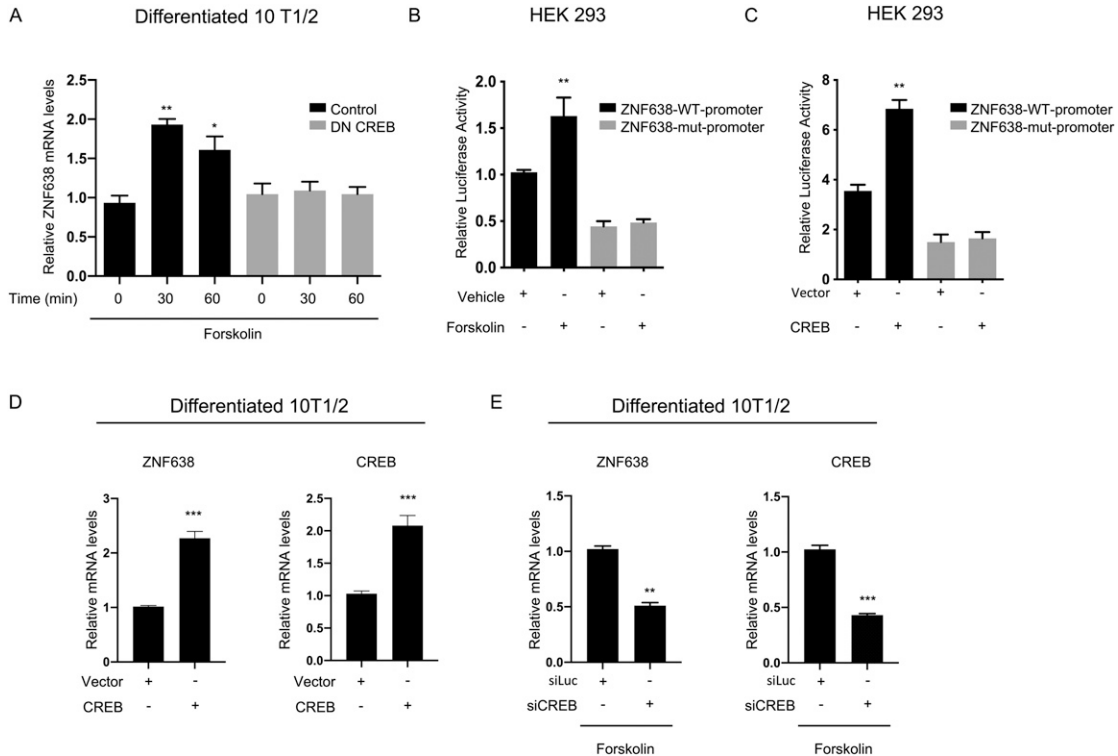 A
Differentiated 10 T1/2
Relative ZNF638 mRNA levels
2.5
2.0
1.5
1.0
0.5
0.0
**
*
Control
DN CREB
Time (min) 0 30 60 0 30 60
Forskolin
B
HEK 293
Relative Luciferase Activity
2.0
1.5
1.0
0.5
0.0
**
ZNF638-WT-promoter
ZNF638-mut-promoter
Vehicle + - + -
Forskolin - + - +
C
HEK 293
Relative Luciferase Activity
8
6
4
2
0
**
ZNF638-WT-promoter
ZNF638-mut-promoter
Vector + - + -
CREB - + - +
D
Differentiated 10T1/2
ZNF638
Relative mRNA levels
3
2
1
0
***
Vector + -
CREB - +
CREB
Relative mRNA levels
2.5
2.0
1.5
1.0
0.5
0.0
***
Vector + -
CREB - +
E
Differentiated 10T1/2
ZNF638
Relative mRNA levels
1.5
1.0
0.5
0.0
**
siLuc + -
siCREB - +
Forskolin
CREB
Relative mRNA levels
1.5
1.0
0.5
0.0
***
siLuc + -
siCREB - +
Forskolin